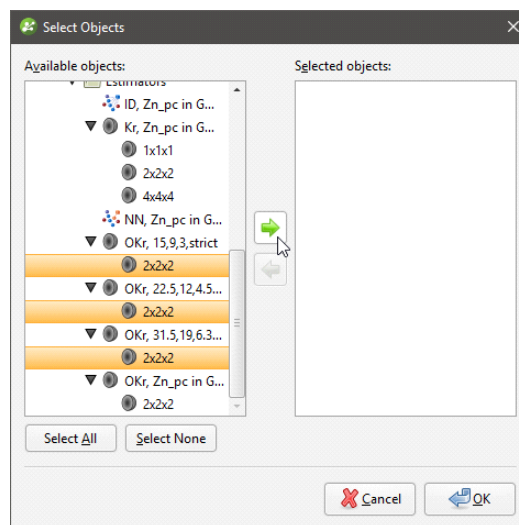 Select Objects
Available objects:
Selected objects:
Estimators
ID, Zn_pc in G...
Kr, Zn_pc in G...
1x1x1
2x2x2
4x4x4
NN, Zn_pc in G...
OKr, 15,9,3,strict
2x2x2
OKr, 22.5,12,4.5...
2x2x2
OKr, 31.5,19,6.3...
2x2x2
OKr, Zn_pc in G...
2x2x2
Select All
Select None
Cancel
OK